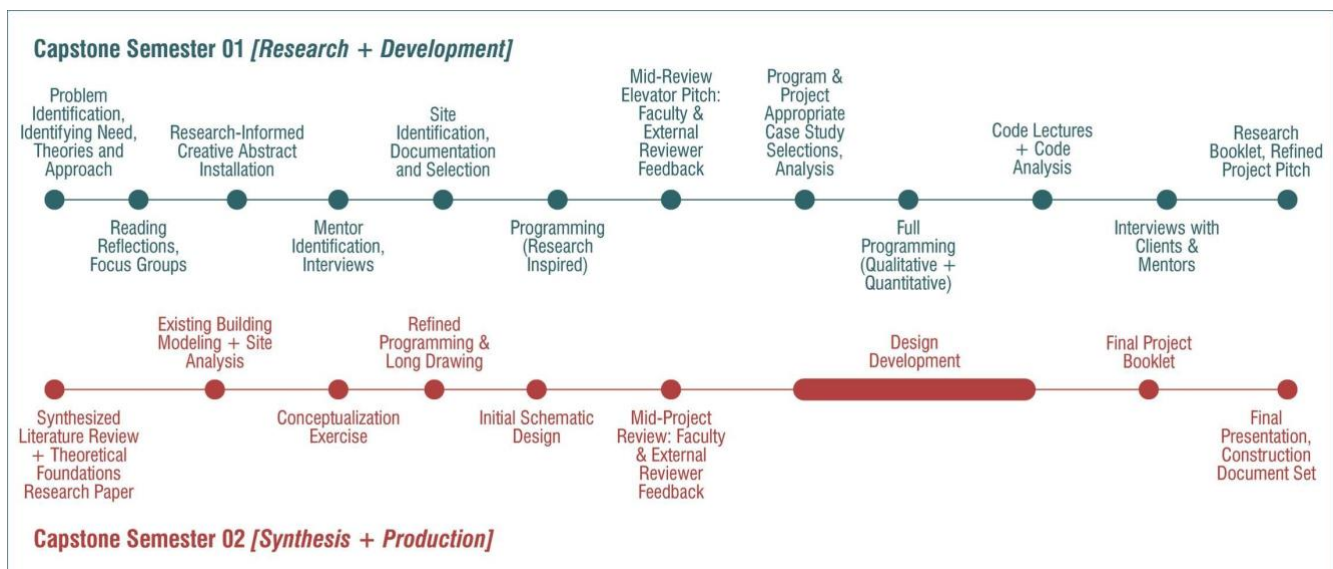 Capstone Semester 01 [Research + Development]
Problem
Identification,
Identifying Need,
Theories and
Approach
Reading
Reflections,
Focus Groups
Research-Informed
Creative Abstract
Installation
Mentor
Identification,
Interviews
Site
Identification,
Documentation
and Selection
Programming
(Research
Inspired)
Mid-Review
Elevator Pitch:
Faculty &
External
Reviewer
Feedback
Program &
Project
Appropriate
Case Study
Selections,
Analysis
Full
Programming
(Qualitative +
Quantitative)
Code Lectures
+ Code
Analysis
Interviews with
Clients &
Mentors
Research
Booklet, Refined
Project Pitch
Synthesized
Literature Review
+ Theoretical
Foundations
Research Paper
Existing Building
Modeling + Site
Analysis
Conceptualization
Exercise
Refined
Programming &
Long Drawing
Initial Schematic
Design
Mid-Project
Review: Faculty
& External
Reviewer
Feedback
Design
Development
Final Project
Booklet
Final
Presentation,
Construction
Document Set
Capstone Semester 02 [Synthesis + Production]